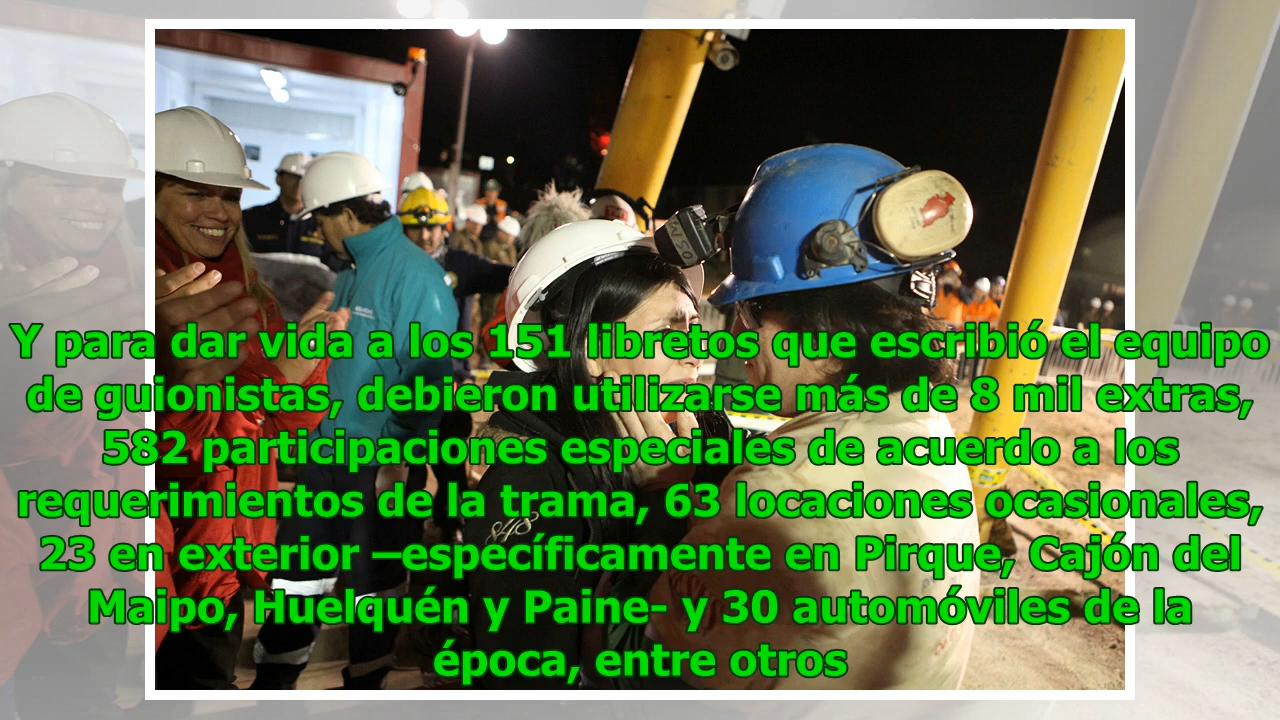 Y para dar vida a los 151 libretos que escribió el equipo
de guionistas, debieron utilizarse más de 8 mil extras,
582 participaciones especiales de acuerdo a los
requerimientos de la trama, 63 locaciones ocasionales,
23 en exterior –específicamente en Pirque, Cajón del
Maipo, Huelquén y Paine- y 30 automóviles de la
época, entre otros